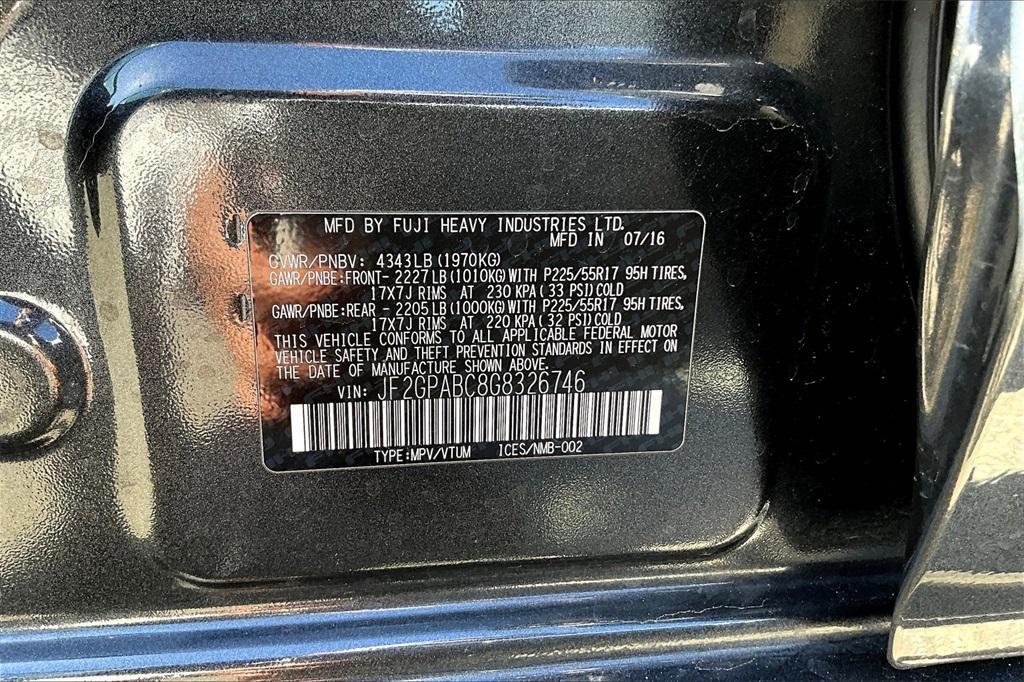 MFD BY FUJI HEAVY INDUSTRIES LTD.
MFD IN 07/16
GVWR/PNBV: 4343LB (1970KG)
GAWR/PNBE:FRONT- 2227LB (1010KG) WITH P225/55R17 95H TIRES,
17X7J RIMS AT 230 KPA ( 33 PSI) COLD
GAWR/PNBE:REAR - 2205LB (1000KG) WITH P225/55R17 95H TIRES,
17X7J RIMS AT 220 KPA ( 32 PSI) COLD
THIS VEHICLE CONFORMS TO ALL APPLICABLE FEDERAL MOTOR
VEHICLE SAFETY AND THEFT PREVENTION STANDARDS IN EFFECT ON
THE DATE OF MANUFACTURE SHOWN ABOVE.
VIN: JF2GPABC8G8326746
TYPE:MPV/VTUM ICES/NMB-002